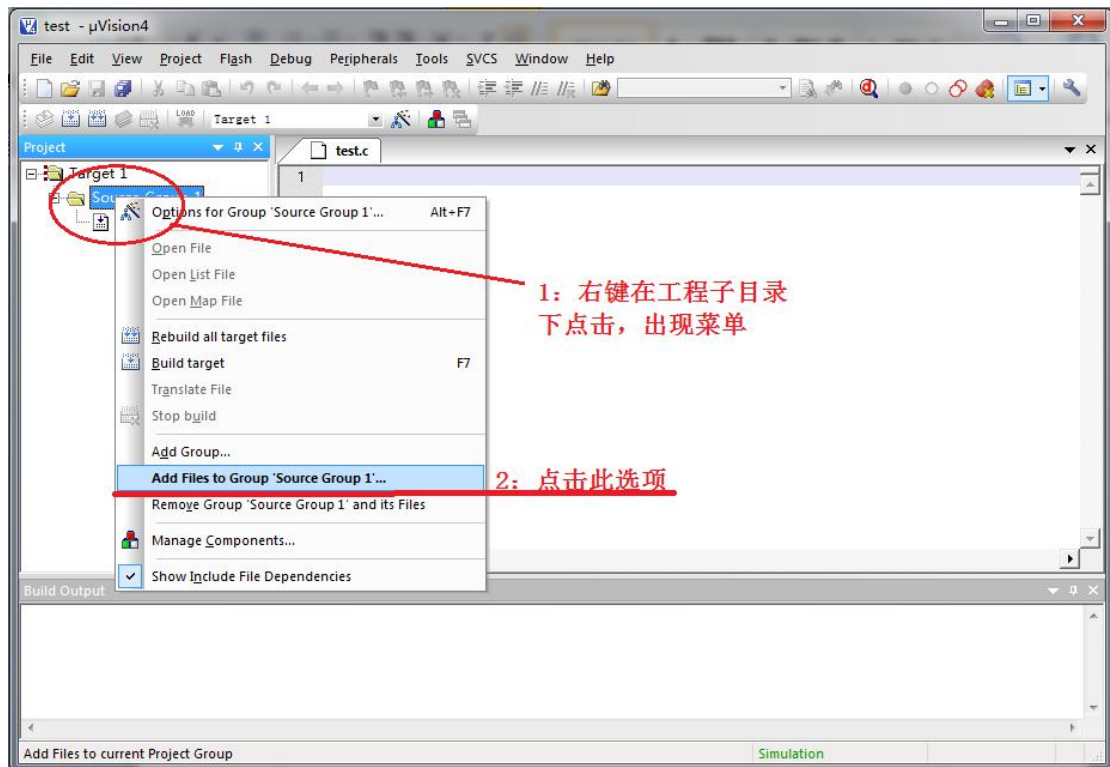 test - µVision4
File Edit View Project Flash Debug Peripherals Tools SVCS Window Help
LOAD Target 1
Project
test.c
Target 1
1
Source Group 1
Options for Group 'Source Group 1'... Alt+F7
Open File
Open List File
Open Map File
1：右键在工程子目录
下点击，出现菜单
Rebuild all target files
Build target F7
Translate File
Stop build
Add Group...
Add Files to Group 'Source Group 1'...
2：点击此选项
Remove Group 'Source Group 1' and its Files
Manage Components...
Show Include File Dependencies
Build Output
Add Files to current Project Group
Simulation